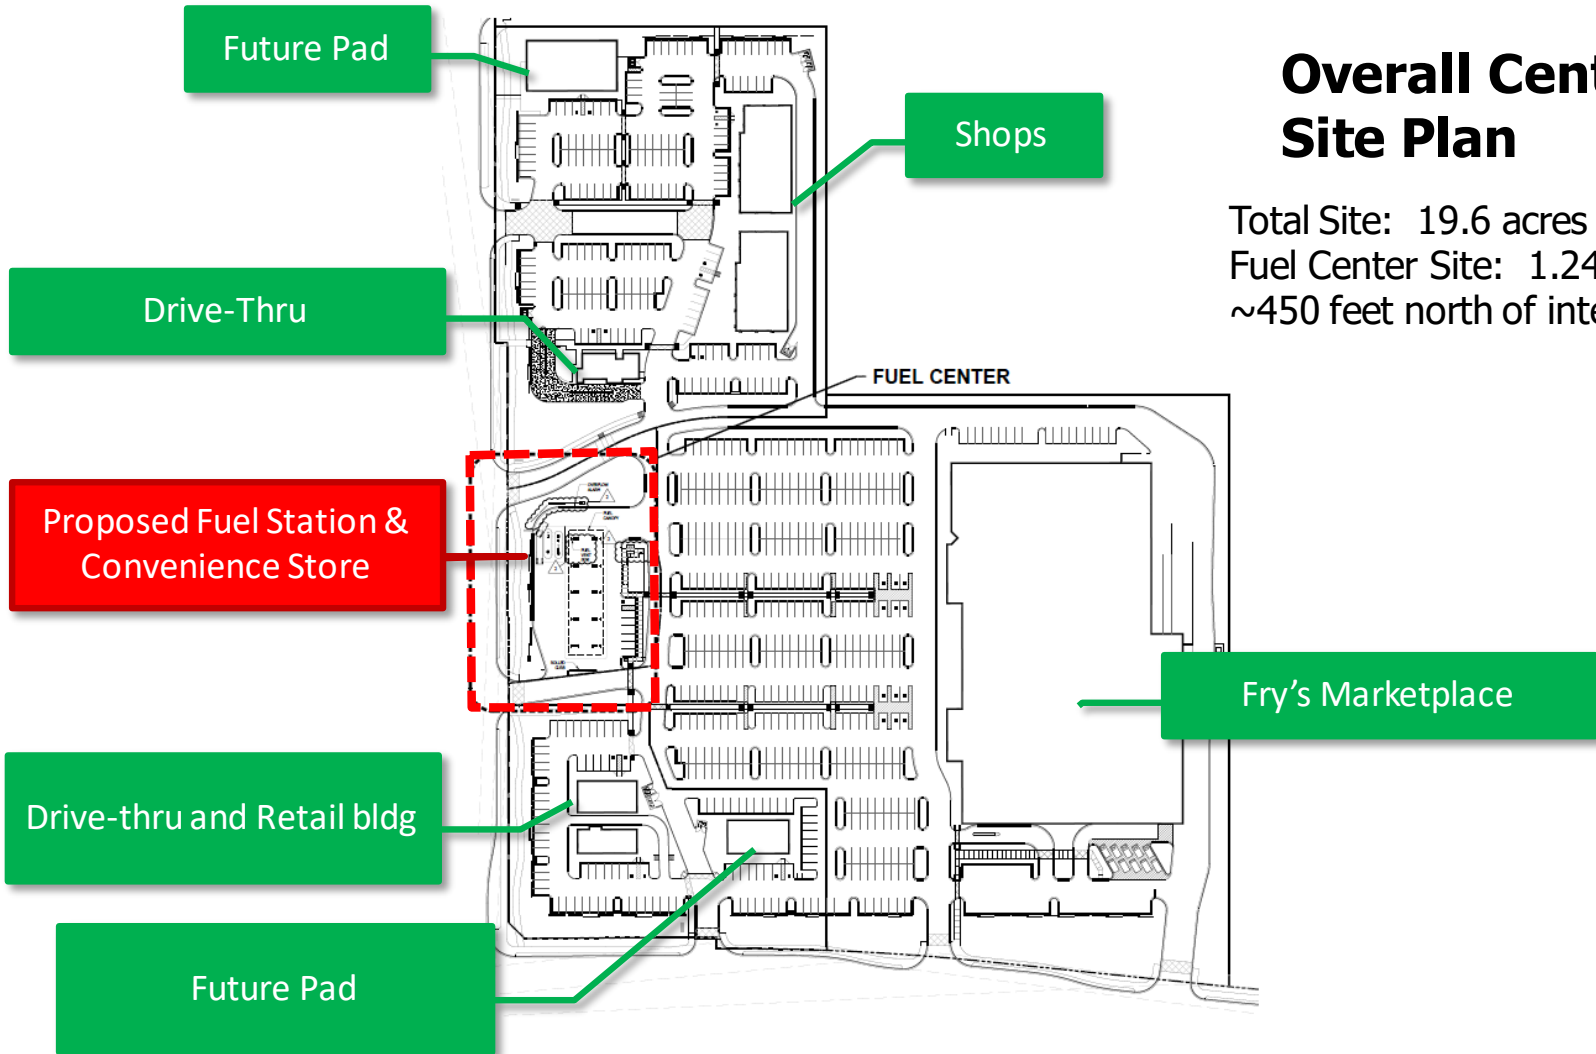 Future Pad
Overall Cent
Site Plan
Shops
Total Site: 19.6 acres
Fuel Center Site: 1.24
~450 feet north of inte
Drive-Thru
FUEL CENTER
Proposed Fuel Station &
Convenience Store
Fry's Marketplace
Drive-thru and Retail bldg
Future Pad